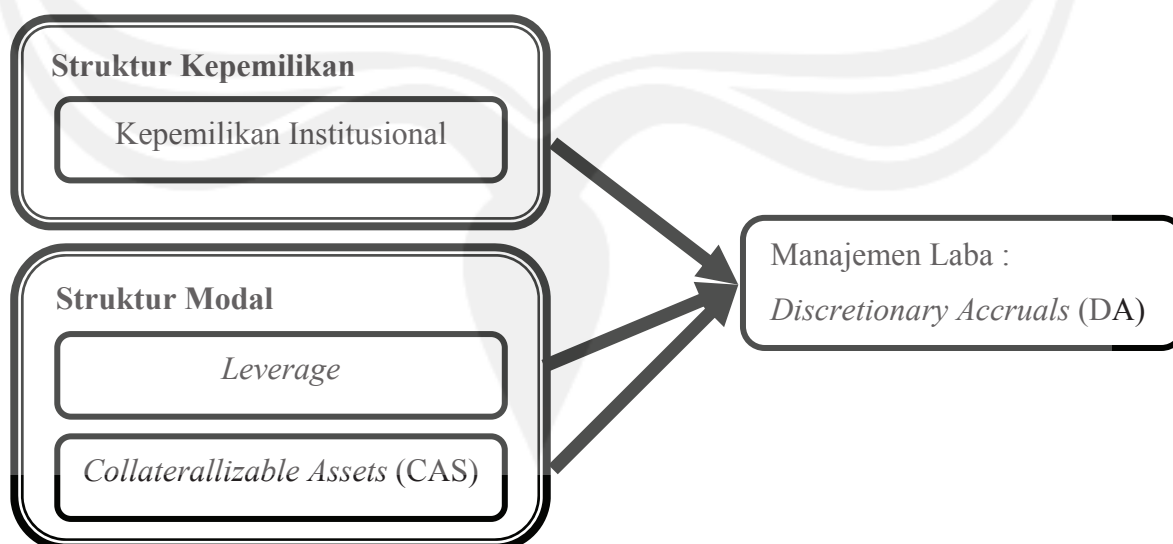 Struktur Kepemilikan
Kepemilikan Institusional
Struktur Modal
Leverage
Collaterallizable Assets (CAS)
Manajemen Laba :
Discretionary Accruals (DA)